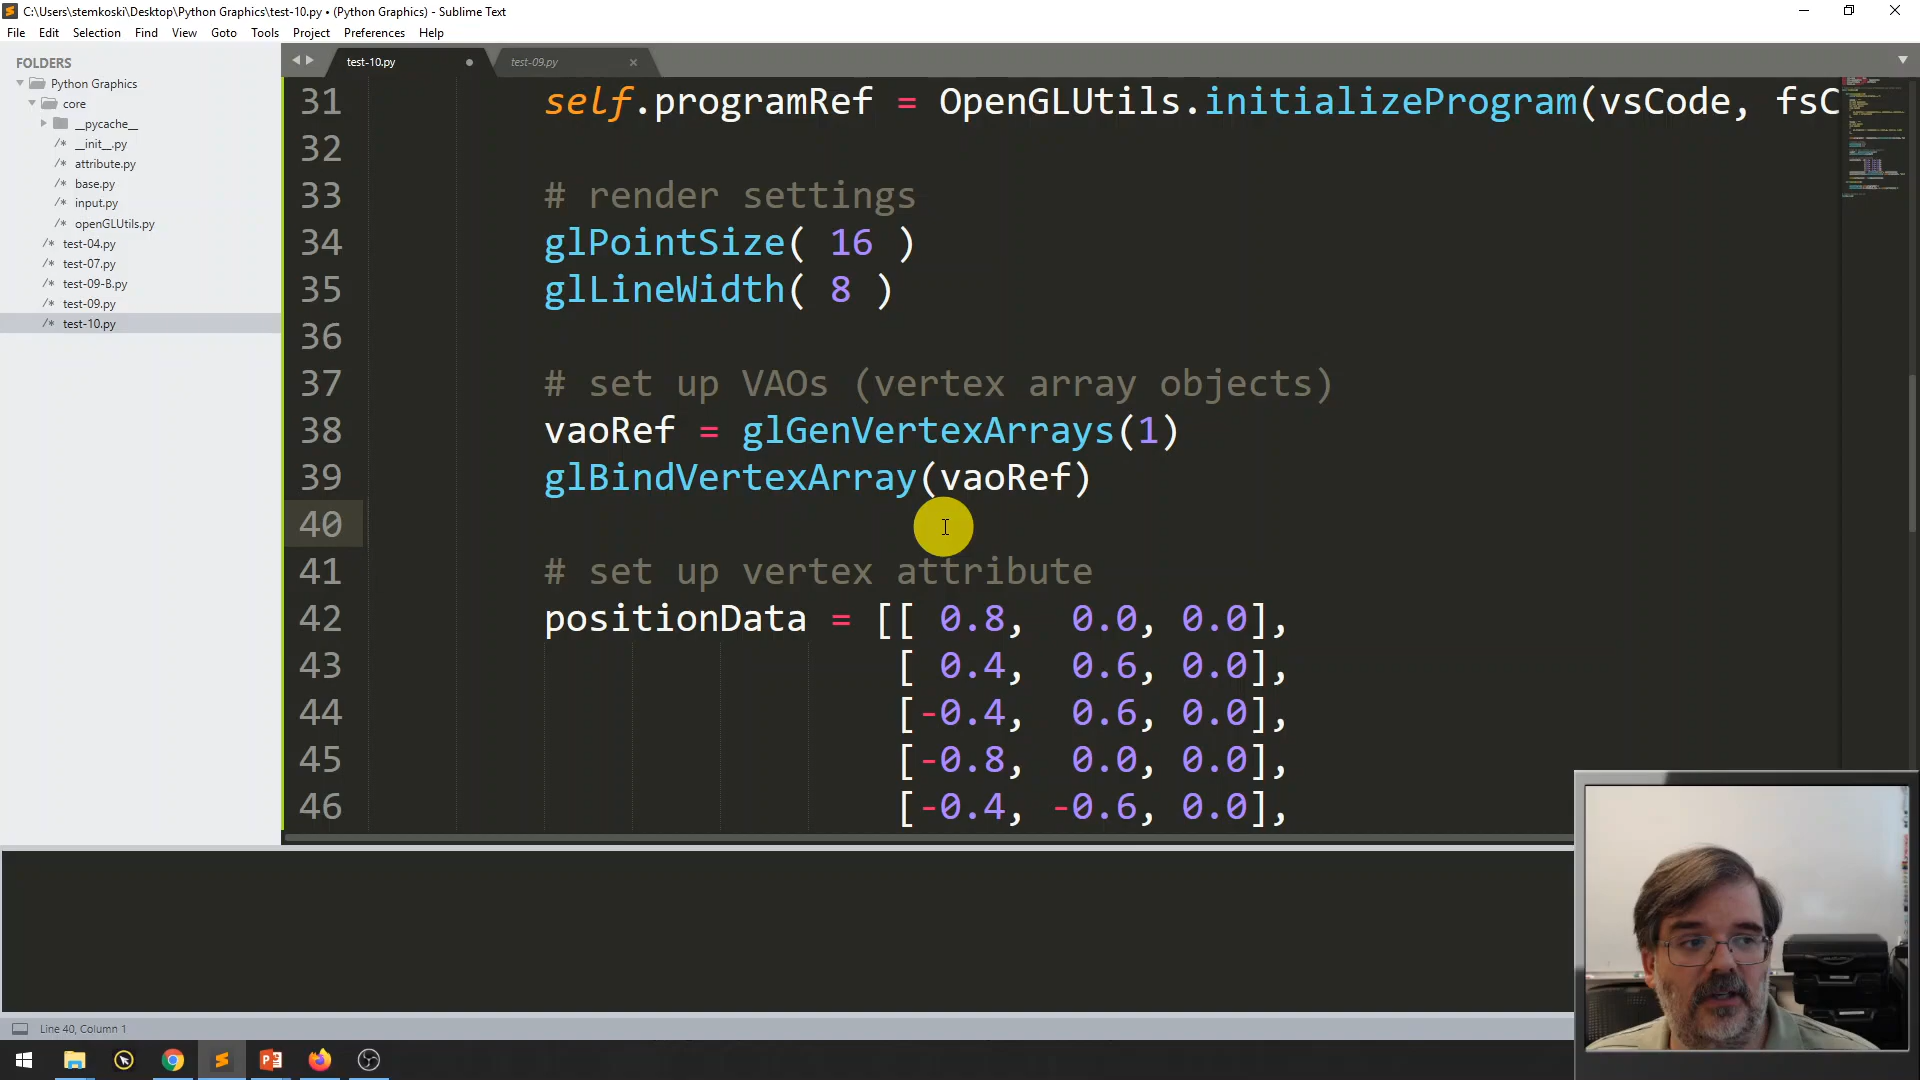 C:\Users\stemkoski\Desktop\Python Graphics\test-10.py • (Python Graphics) - Sublime Text
File Edit Selection Find View Goto Tools Project Preferences Help
FOLDERS
Python Graphics
core
__pycache__
__init__.py
attribute.py
base.py
input.py
openGLUtils.py
test-04.py
test-07.py
test-09-B.py
test-09.py
test-10.py
test-10.py
test-09.py
31 self.programRef = OpenGLUtils.initializeProgram(vsCode, fsC
32
33 # render settings
34 glPointSize( 16 )
35 glLineWidth( 8 )
36
37 # set up VAOs (vertex array objects)
38 vaoRef = glGenVertexArrays(1)
39 glBindVertexArray(vaoRef)
40
41 # set up vertex attribute
42 positionData = [[ 0.8, 0.0, 0.0],
43 [ 0.4, 0.6, 0.0],
44 [-0.4, 0.6, 0.0],
45 [-0.8, 0.0, 0.0],
46 [-0.4, -0.6, 0.0],
Line 40, Column 1